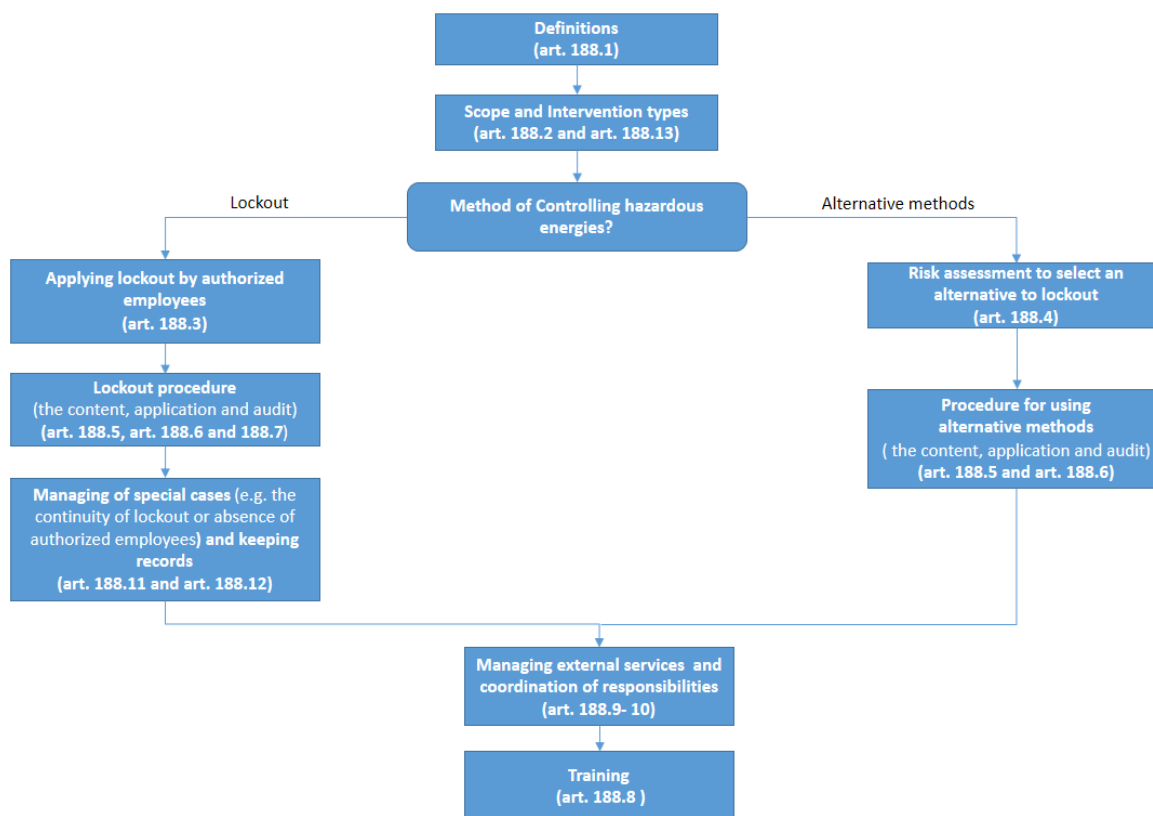 Definitions
(art. 188.1)
Scope and Intervention types
(art. 188.2 and art. 188.13)
Method of Controlling hazardous
energies?
Lockout
Alternative methods
Applying lockout by authorized
employees
(art. 188.3)
Risk assessment to select an
alternative to lockout
(art. 188.4)
Lockout procedure
(the content, application and audit)
(art. 188.5, art. 188.6 and 188.7)
Procedure for using
alternative methods
( the content, application and audit)
(art. 188.5 and art. 188.6)
Managing of special cases (e.g. the
continuity of lockout or absence of
authorized employees) and keeping
records
(art. 188.11 and art. 188.12)
Managing external services and
coordination of responsibilities
(art. 188.9- 10)
Training
(art. 188.8 )